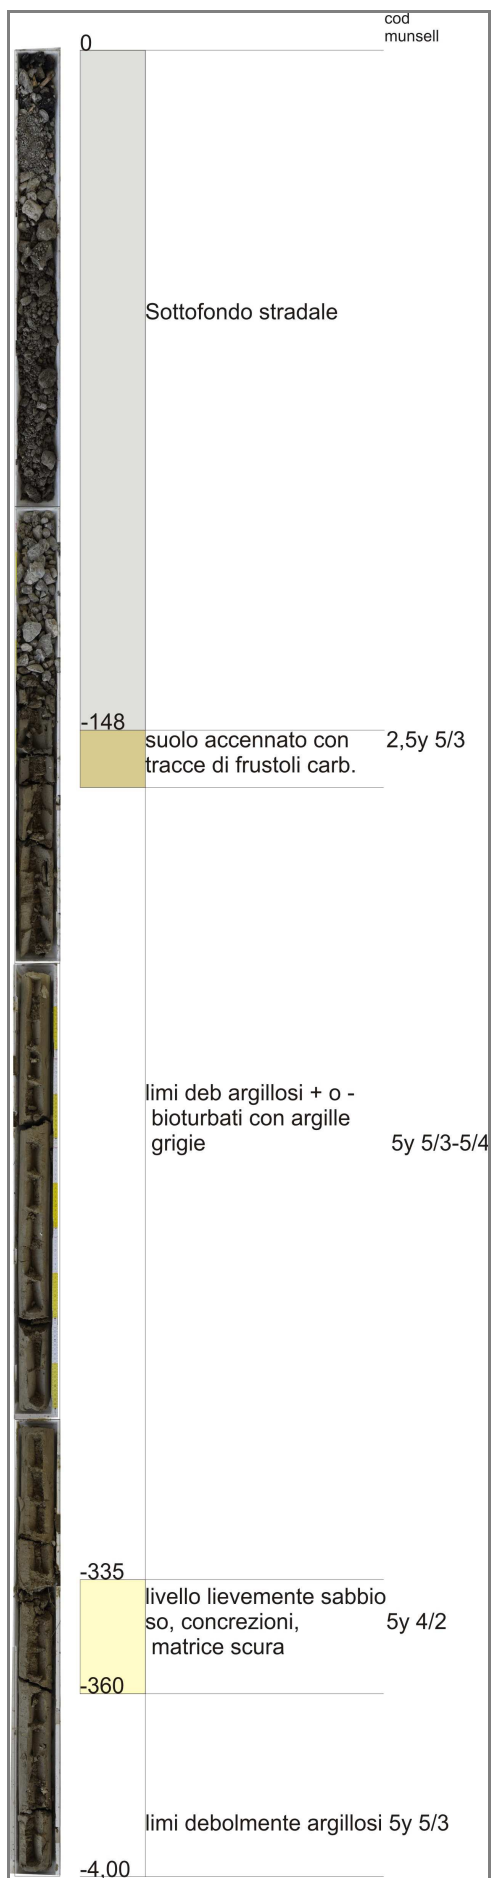 cod
munsell
0
Sottofondo stradale
-148
suolo accennato con 2,5y 5/3
tracce di frustoli carb.
limi deb argillosi + o -
bioturbati con argille
grigie 5y 5/3-5/4
-335
livello lievemente sabbio
so, concrezioni, 5y 4/2
matrice scura
-360
limi debolmente argillosi 5y 5/3
-4,00